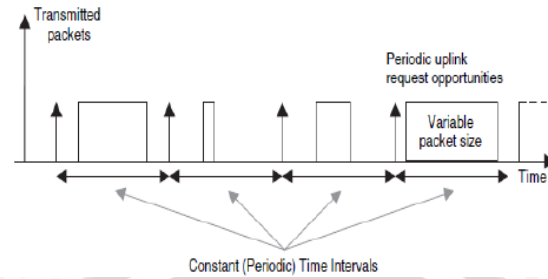 Transmitted
packets
Periodic uplink
request opportunities
Variable
packet size
Time
Constant (Periodic) Time Intervals